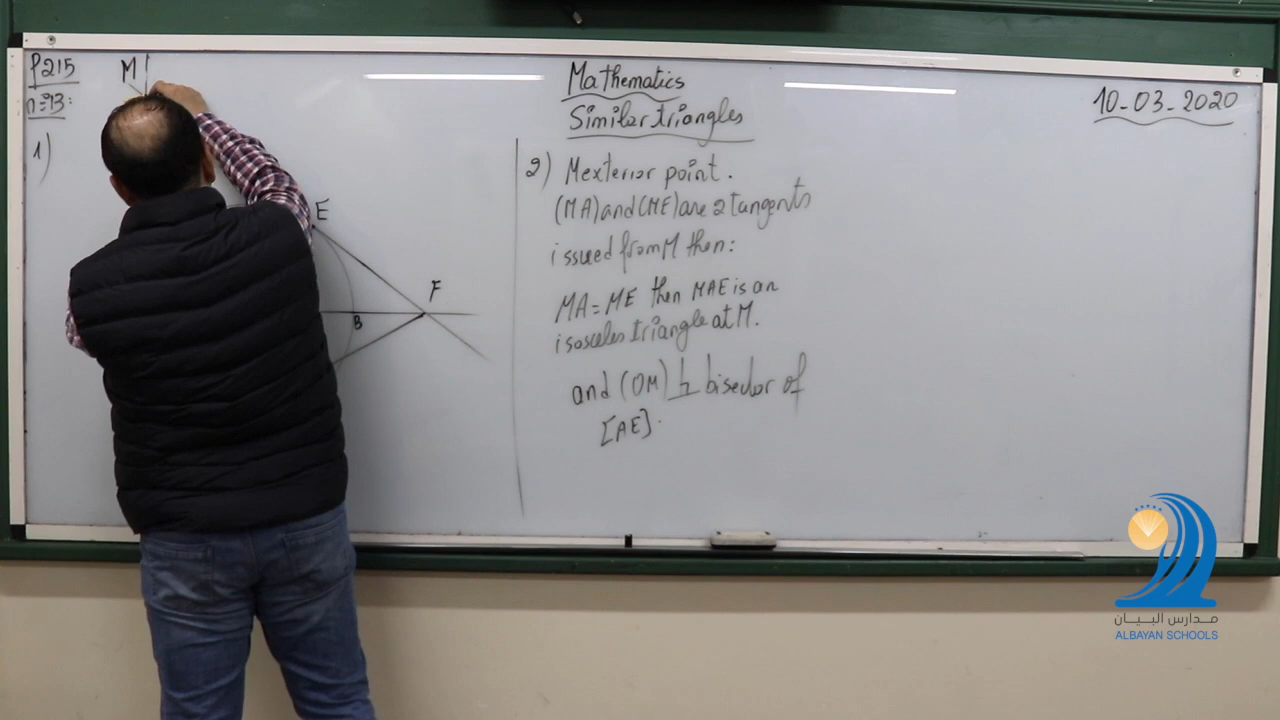 P215
n=°13:
1)
M
E
F
B
Mathematics
Similar triangles
10-03-2020
2) M exterior point.
(MA) and (ME) are 2 tangents
issued from M then:
MA = ME then MAE is an
isosceles triangle at M.
and (OM) ⊥ bisector of
[AE].
مدارس البيان
ALBAYAN SCHOOLS